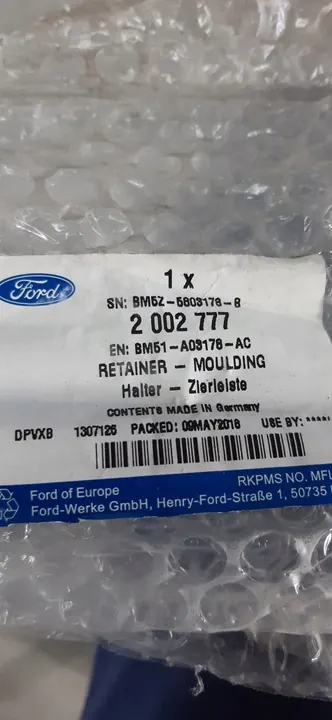 Ford
1 x
SN: BM5Z-5803178-B
2 002 777
EN: BM51-A03178-AC
RETAINER - MOULDING
Halter - Zierleiste
CONTENTS MADE IN Germany
DPVXB 1307126 PACKED: 09MAY2016 USE BY: *****
RKPMS NO. MFL
Ford of Europe
Ford-Werke GmbH, Henry-Ford-Straße 1, 50735